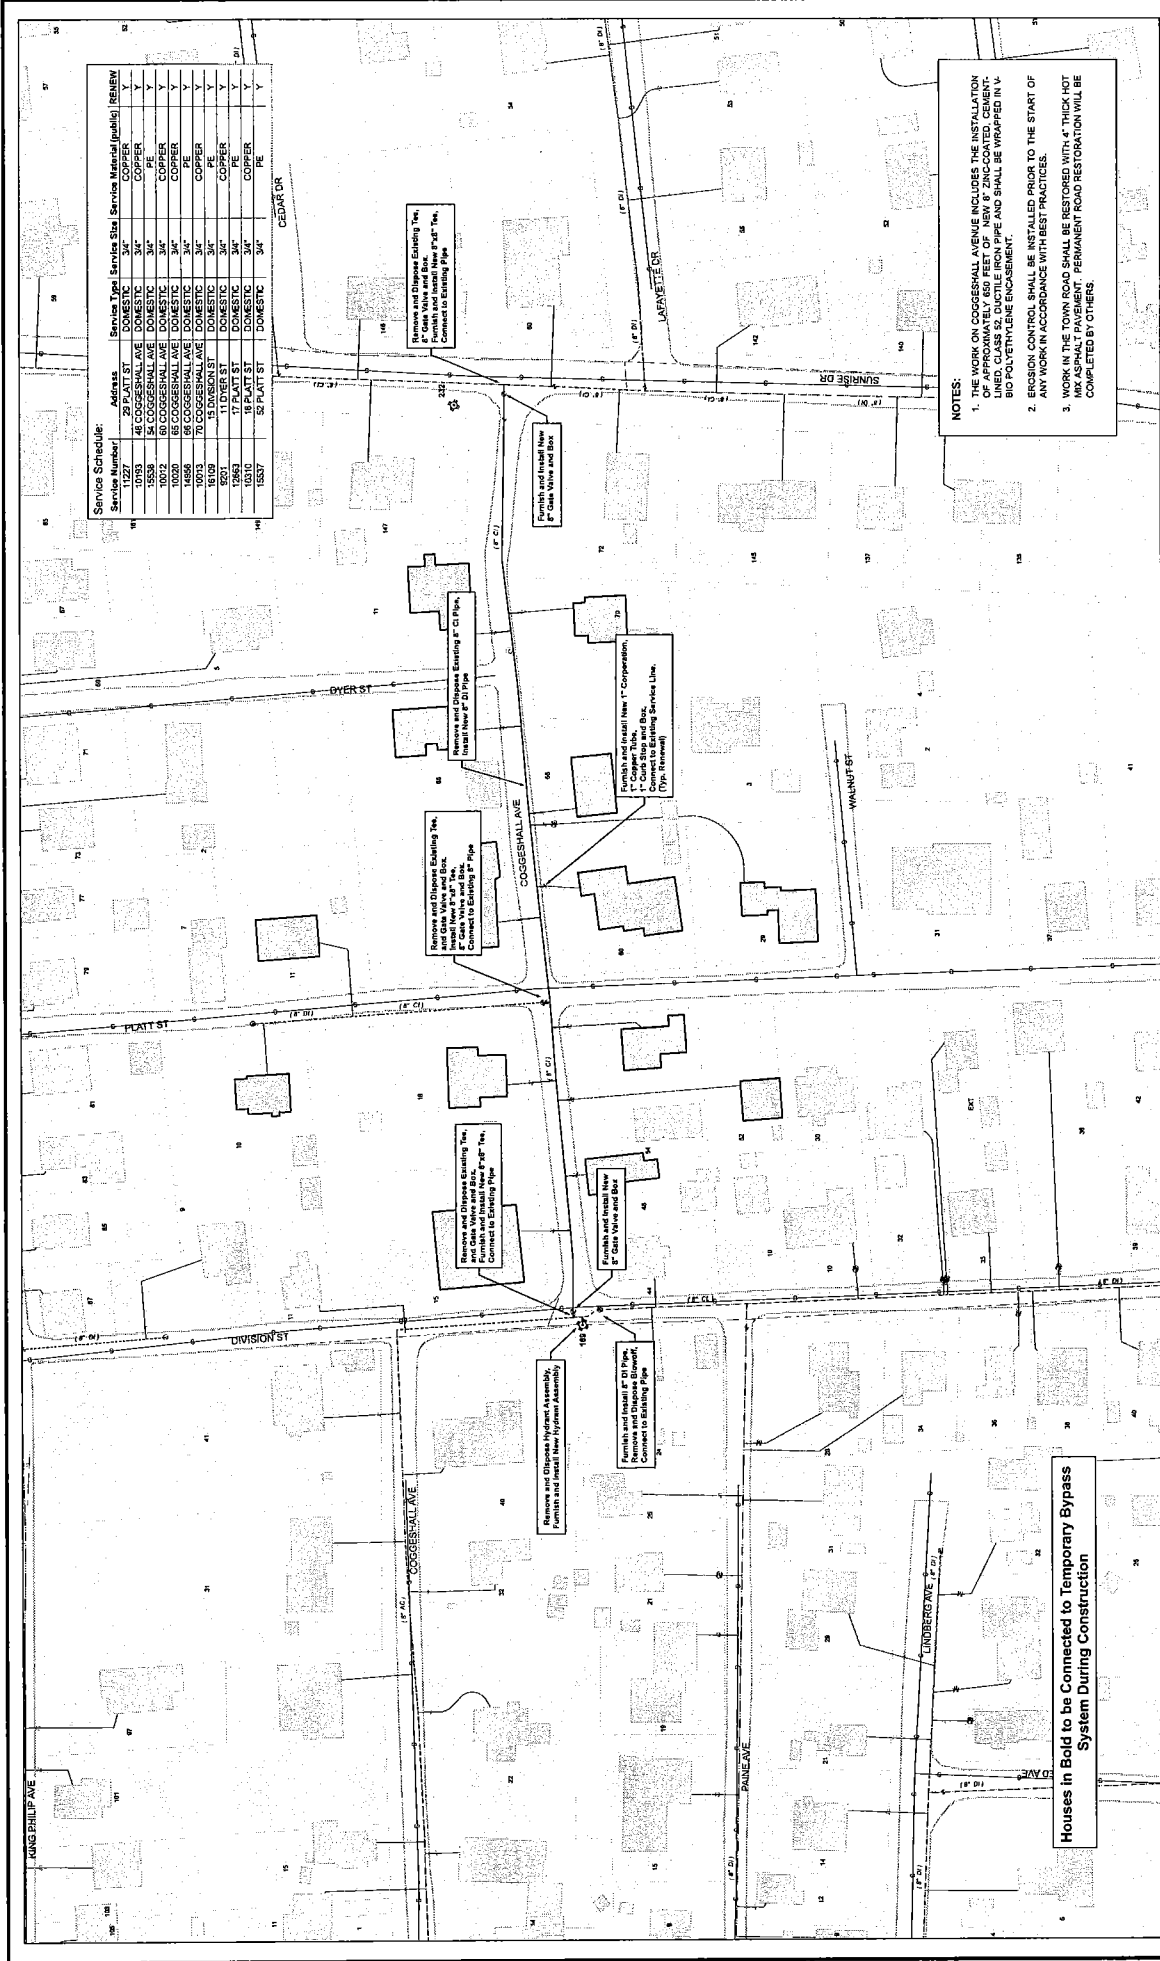 Service Schedule:
Service Number Address Service Type Service Size Service Material (public) RENEW
11227 29 PLATT ST DOMESTIC 3/4" COPPER Y
10193 48 COGGESHALL AVE DOMESTIC 3/4" COPPER Y
15538 54 COGGESHALL AVE DOMESTIC 3/4" PE Y
10012 60 COGGESHALL AVE DOMESTIC 3/4" COPPER Y
10020 65 COGGESHALL AVE DOMESTIC 3/4" COPPER Y
14956 66 COGGESHALL AVE DOMESTIC 3/4" PE Y
10013 70 COGGESHALL AVE DOMESTIC 3/4" COPPER Y
16109 15 DIVISION ST DOMESTIC 3/4" PE Y
9201 11 DYER ST DOMESTIC 3/4" COPPER Y
12663 17 PLATT ST DOMESTIC 3/4" PE Y
10310 18 PLATT ST DOMESTIC 3/4" COPPER Y
15537 52 PLATT ST DOMESTIC 3/4" PE Y
KING PHILIP AVE
DIVISION ST
PLATT ST
DYER ST
CEDAR DR
COGGESHALL AVE
COGGESHALL AVE
SUNRISE DR
LAFAYETTE DR
WALNUT ST
PAINE AVE
LINDBERG AVE
Remove and Dispose Hydrant Assembly,
Furnish and Install New Hydrant Assembly
Remove and Dispose Existing Tee,
and Gate Valve and Box,
Furnish and Install New 8"x8" Tee,
Connect to Existing Pipe
Furnish and Install 8" DI Pipe,
Remove and Dispose Blowoff,
Connect to Existing Pipe
Furnish and Install New
8" Gate Valve and Box
Remove and Dispose Existing Tee,
and Gate Valve and Box,
Install New 8"x8" Tee,
8" Gate Valve and Box,
Connect to Existing 8" Pipe
Remove and Dispose Existing 8" CI Pipe,
Install New 8" DI Pipe
Furnish and Install New 1" Corporation,
1" Copper Tube,
1" Curb Stop and Box,
Connect to Existing Service Line.
(Typ. Renewal)
Furnish and Install New
8" Gate Valve and Box
Remove and Dispose Existing Tee,
8" Gate Valve and Box,
Furnish and Install New 8"x8" Tee,
Connect to Existing Pipe
169
232
NOTES:
1. THE WORK ON COGGESHALL AVENUE INCLUDES THE INSTALLATION
OF APPROXIMATELY 650 FEET OF NEW 8" ZINC-COATED, CEMENT-
LINED, CLASS 52, DUCTILE IRON PIPE AND SHALL BE WRAPPED IN V-
BIO POLYETHYLENE ENCASEMENT.
2. EROSION CONTROL SHALL BE INSTALLED PRIOR TO THE START OF
ANY WORK IN ACCORDANCE WITH BEST PRACTICES.
3. WORK IN THE TOWN ROAD SHALL BE RESTORED WITH 4" THICK HOT
MIX ASPHALT PAVEMENT. PERMANENT ROAD RESTORATION WILL BE
COMPLETED BY OTHERS.
Houses in Bold to be Connected to Temporary Bypass
System During Construction